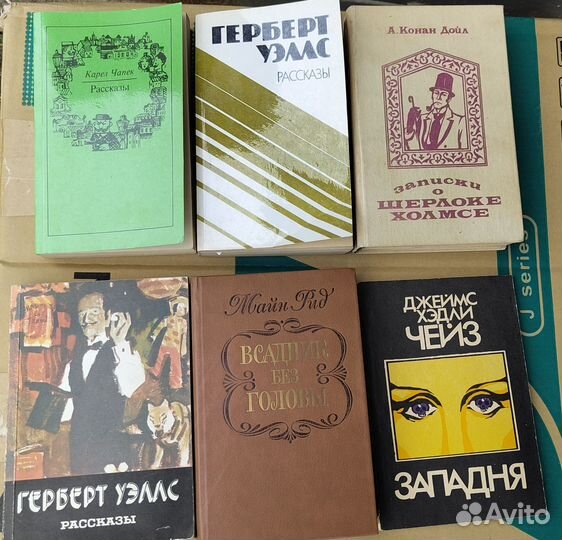 Карел Чапек
Рассказы
ГЕРБЕРТ
УЭЛЛС
РАССКАЗЫ
А. Конан Дойл
ЗАПИСКИ
О
ШЕРЛОКЕ
ХОЛМСЕ
ГЕРБЕРТ УЭЛЛС
РАССКАЗЫ
Майн Рид
ВСАДНИК
БЕЗ
ГОЛОВЫ
ДЖЕЙМС
ХЭДЛИ
ЧЕЙЗ
ЗАПАДНЯ
J series
Avito